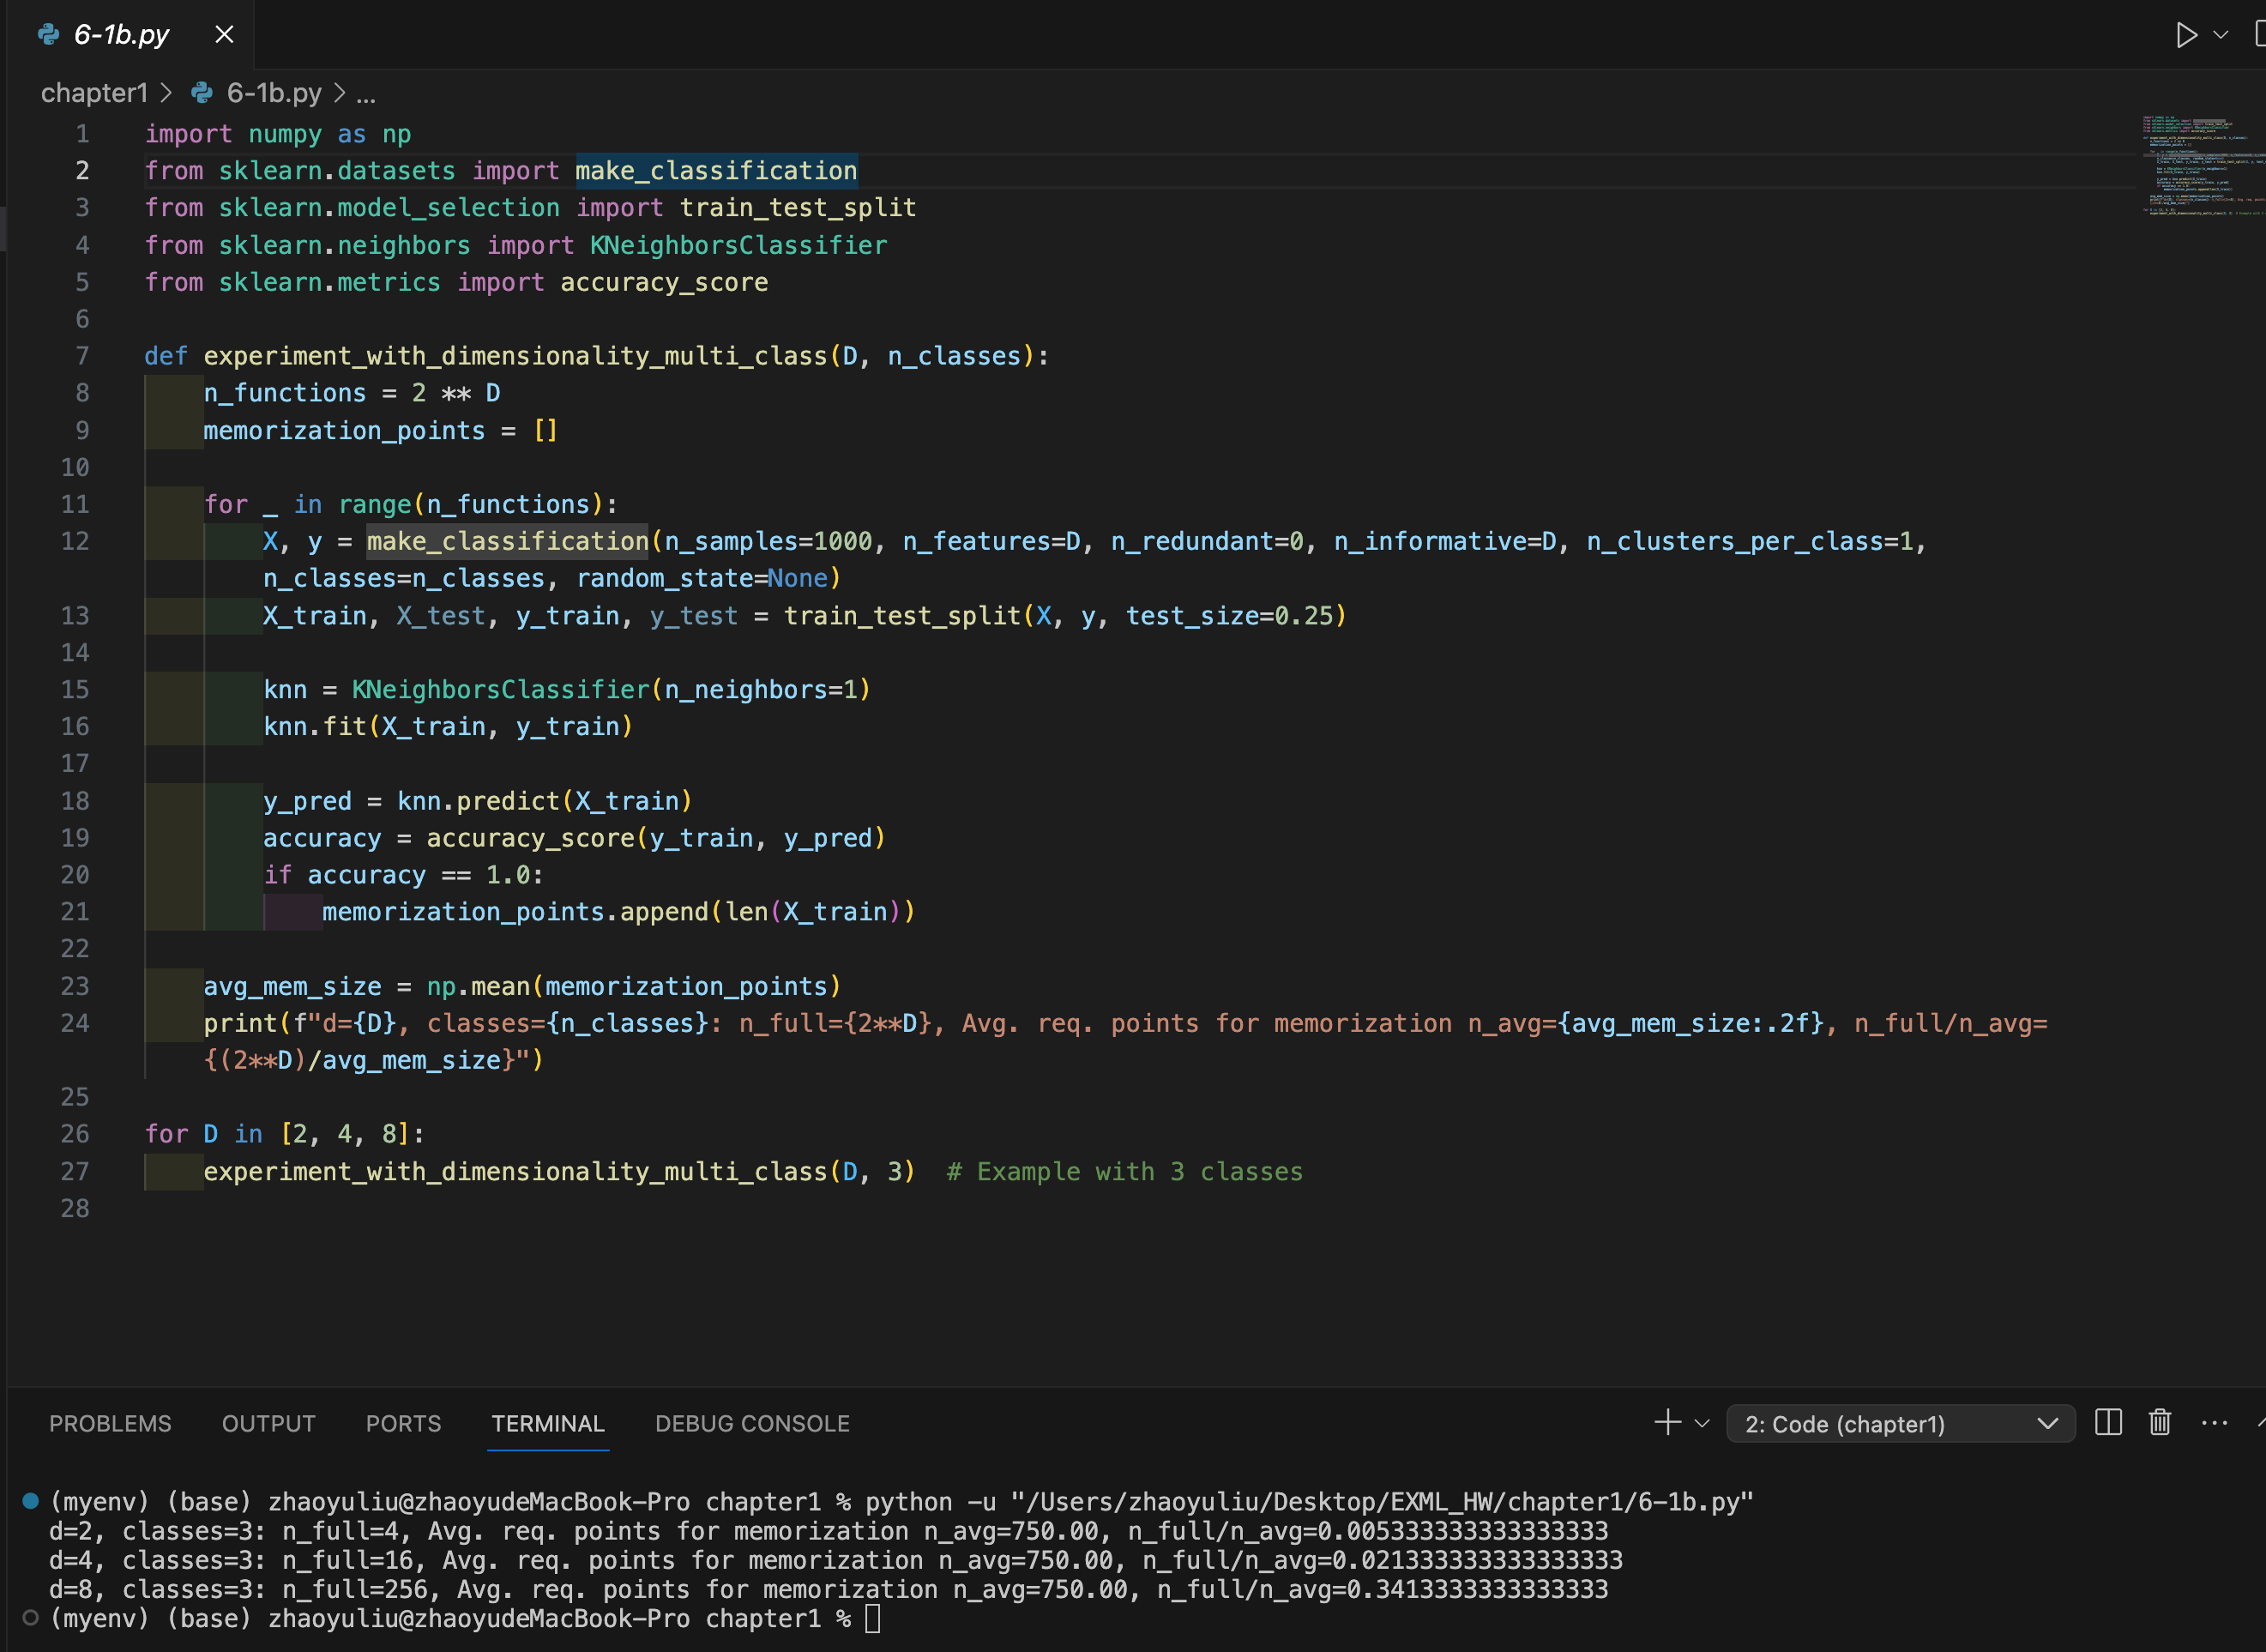 6-1b.py
chapter1 > 6-1b.py > ...
1 import numpy as np
2 from sklearn.datasets import make_classification
3 from sklearn.model_selection import train_test_split
4 from sklearn.neighbors import KNeighborsClassifier
5 from sklearn.metrics import accuracy_score
6
7 def experiment_with_dimensionality_multi_class(D, n_classes):
8     n_functions = 2 ** D
9     memorization_points = []
10
11     for _ in range(n_functions):
12         X, y = make_classification(n_samples=1000, n_features=D, n_redundant=0, n_informative=D, n_clusters_per_class=1,
        n_classes=n_classes, random_state=None)
13         X_train, X_test, y_train, y_test = train_test_split(X, y, test_size=0.25)
14
15         knn = KNeighborsClassifier(n_neighbors=1)
16         knn.fit(X_train, y_train)
17
18         y_pred = knn.predict(X_train)
19         accuracy = accuracy_score(y_train, y_pred)
20         if accuracy == 1.0:
21             memorization_points.append(len(X_train))
22
23     avg_mem_size = np.mean(memorization_points)
24     print(f"d={D}, classes={n_classes}: n_full={2**D}, Avg. req. points for memorization n_avg={avg_mem_size:.2f}, n_full/n_avg=
    {(2**D)/avg_mem_size}")
25
26 for D in [2, 4, 8]:
27     experiment_with_dimensionality_multi_class(D, 3)  # Example with 3 classes
28
PROBLEMS OUTPUT PORTS TERMINAL DEBUG CONSOLE 2: Code (chapter1)
(myenv) (base) zhaoyuliu@zhaoyudeMacBook-Pro chapter1 % python -u "/Users/zhaoyuliu/Desktop/EXML_HW/chapter1/6-1b.py"
d=2, classes=3: n_full=4, Avg. req. points for memorization n_avg=750.00, n_full/n_avg=0.005333333333333333
d=4, classes=3: n_full=16, Avg. req. points for memorization n_avg=750.00, n_full/n_avg=0.021333333333333333
d=8, classes=3: n_full=256, Avg. req. points for memorization n_avg=750.00, n_full/n_avg=0.3413333333333333
(myenv) (base) zhaoyuliu@zhaoyudeMacBook-Pro chapter1 %